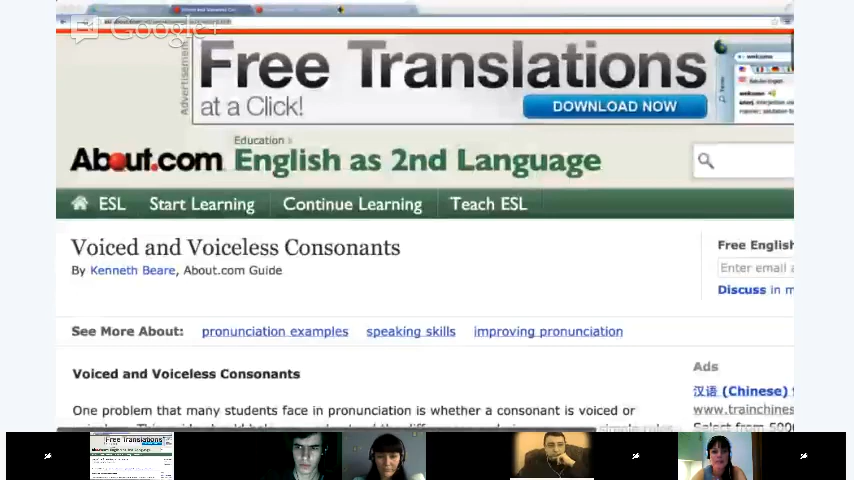 Google+
Advertisement
Free Translations
at a Click!
DOWNLOAD NOW
Education
About.com English as 2nd Language
ESL Start Learning Continue Learning Teach ESL
Voiced and Voiceless Consonants
Free English
By Kenneth Beare, About.com Guide
Enter email a
Discuss in m
See More About: pronunciation examples speaking skills improving pronunciation
Ads
Voiced and Voiceless Consonants
汉语 (Chinese)
www.trainchines
One problem that many students face in pronunciation is whether a consonant is voiced or
simple rules
Free Translations